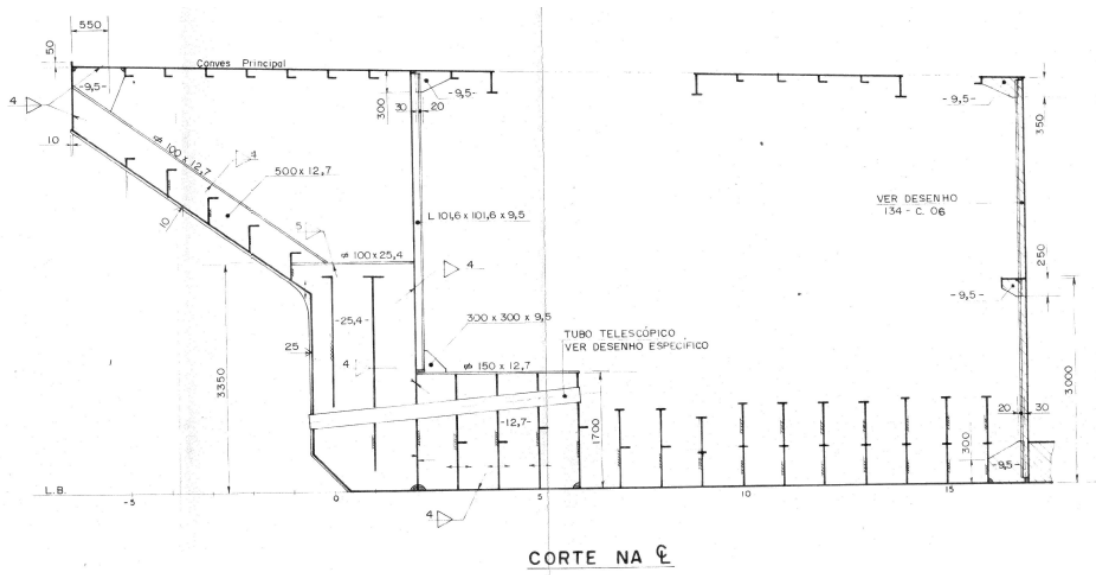 550
50
Conves Principal
-9,5-
4
10
⌀ 100 x 12,7
4
500 x 12,7
10
5
⌀ 100 x 25,4
300
30
20
-9,5-
L 101,6 x 101,6 x 9,5
4
-25,4-
25
4
300 x 300 x 9,5
⌀ 150 x 12,7
TUBO TELESCÓPICO
VER DESENHO ESPECÍFICO
3350
-12,7-
1700
4
-9,5-
350
VER DESENHO
134 - C. 06
250
-9,5-
3000
20
30
300
-9,5-
L.B.
-5
0
5
10
15
CORTE NA ℄